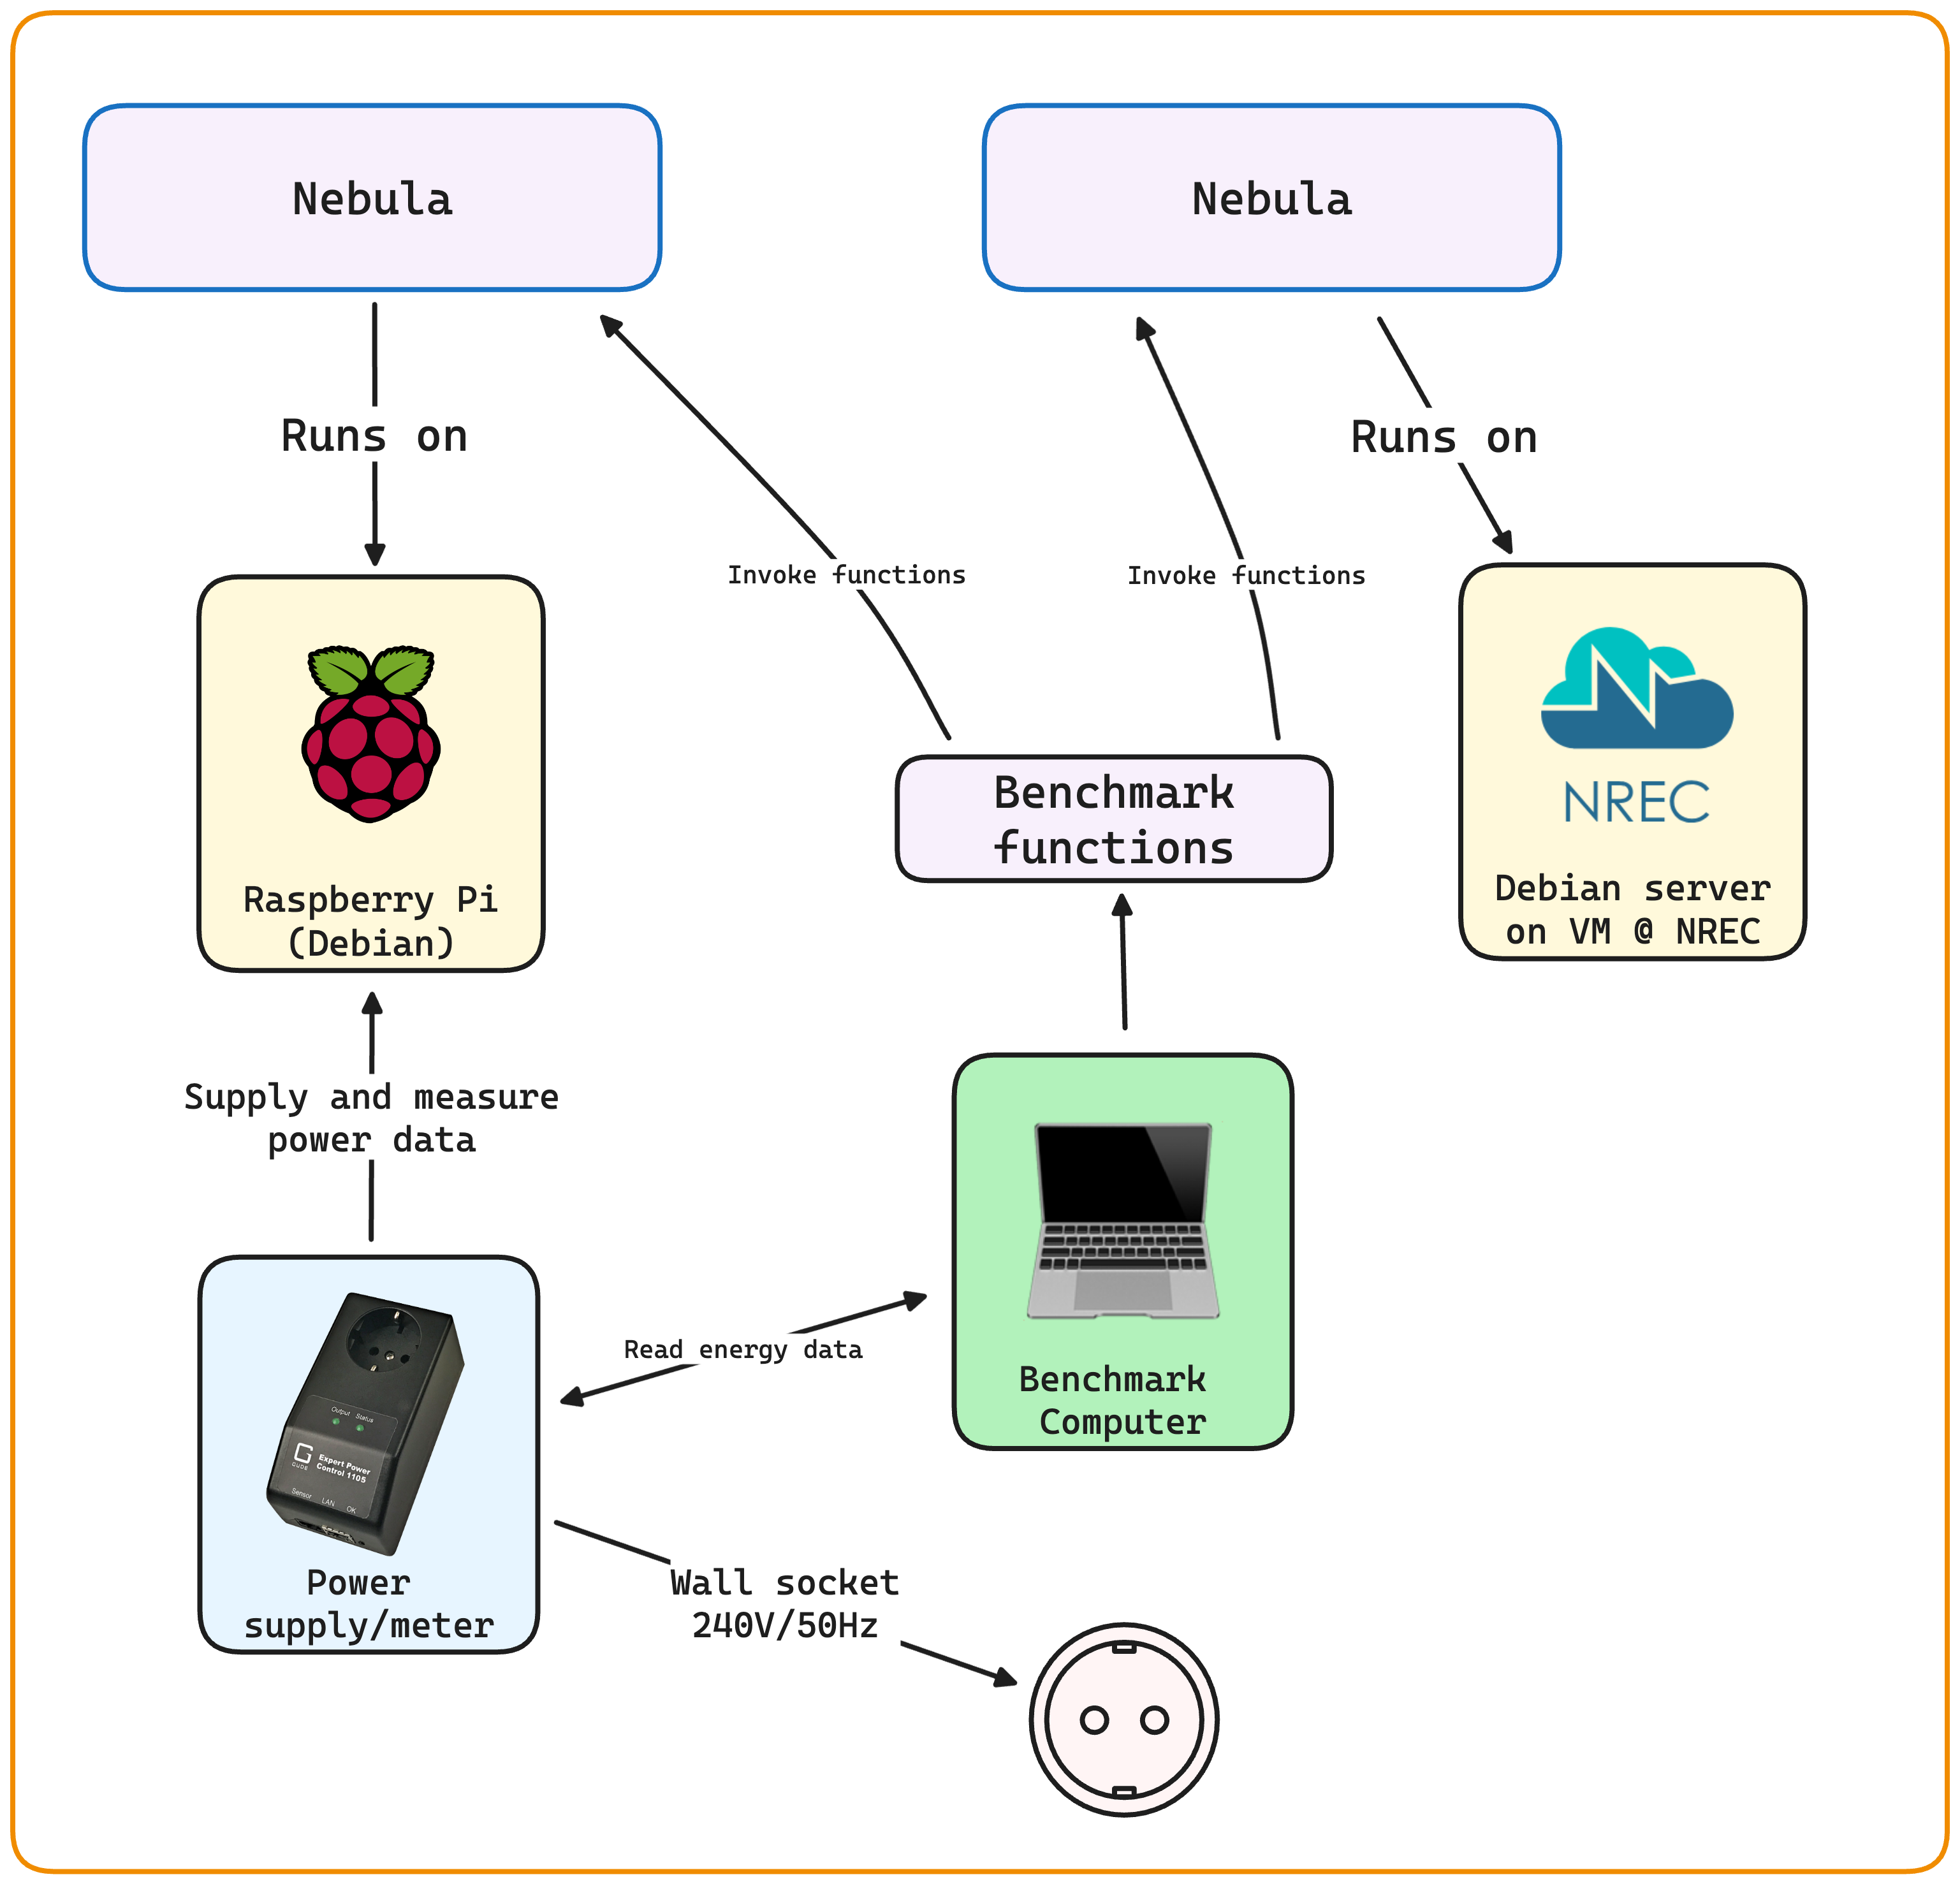 Nebula
Nebula
Runs on
Runs on
Invoke functions
Invoke functions
NREC
Benchmark
functions
Raspberry Pi
(Debian)
Debian server
on VM @ NREC
Supply and measure
power data
Read energy data
Benchmark
Computer
Output Status
GUDE
Expert Power
Control 1105
Sensor LAN OK
Power
supply/meter
Wall socket
240V/50Hz